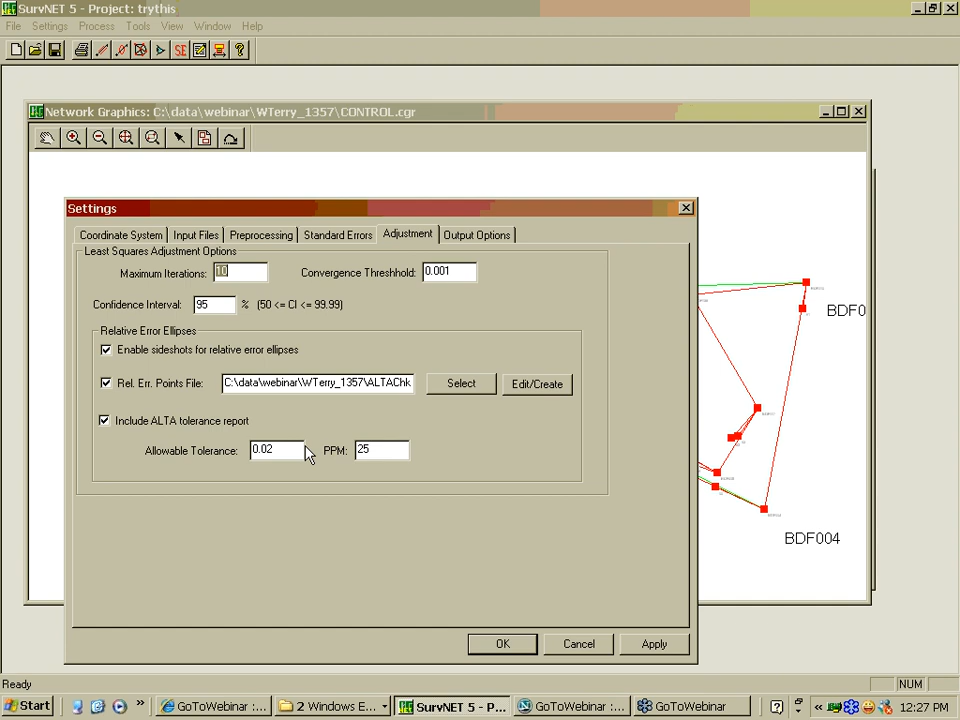 SurvNET 5 - Project: trythis
File Settings Process Tools View Window Help
SE
Network Graphics: C:\data\webinar\WTerry_1357\CONTROL.cgr
Settings
Coordinate System Input Files Preprocessing Standard Errors Adjustment Output Options
Least Squares Adjustment Options
Maximum Iterations: 10 Convergence Threshhold: 0.001
Confidence Interval: 95 % (50 <= CI <= 99.99)
Relative Error Ellipses
Enable sideshots for relative error ellipses
Rel. Err. Points File: C:\data\webinar\WTerry_1357\ALTAChk Select Edit/Create
Include ALTA tolerance report
Allowable Tolerance: 0.02 PPM: 25
BDF0
BDF004
OK Cancel Apply
Ready NUM
Start » GoToWebinar :... 2 Windows E... SurvNET 5 - P... GoToWebinar :... GoToWebinar « 12:27 PM